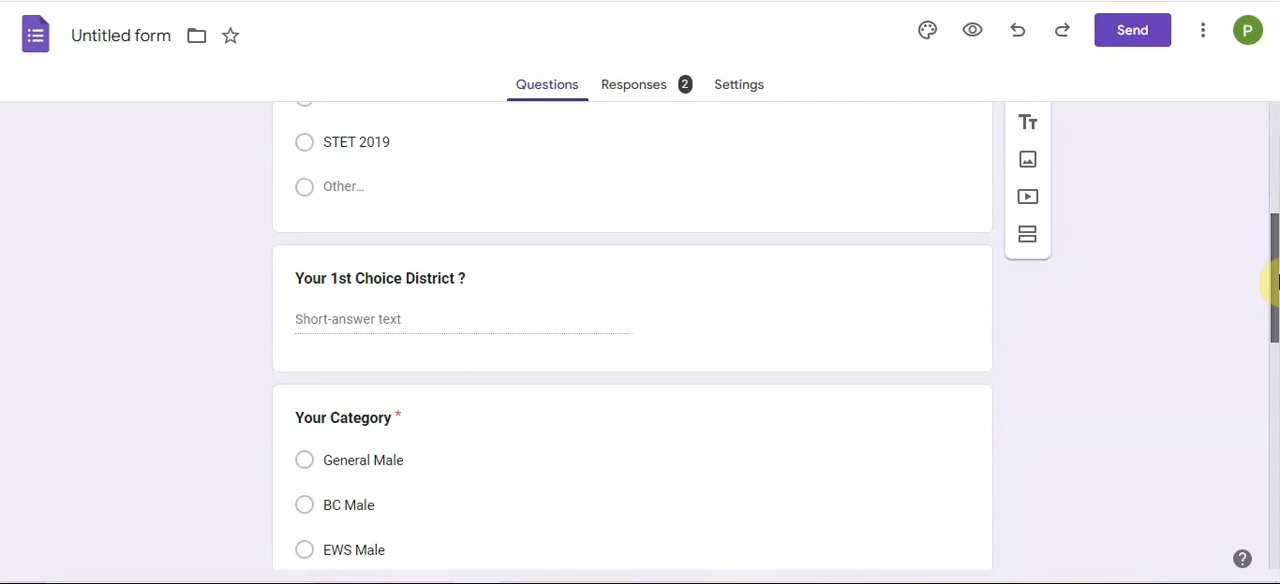 Untitled form
Send
P
Questions
Responses 2
Settings
STET 2019
Other...
Tт
Your 1st Choice District ?
Short-answer text
Your Category *
General Male
BC Male
EWS Male
?